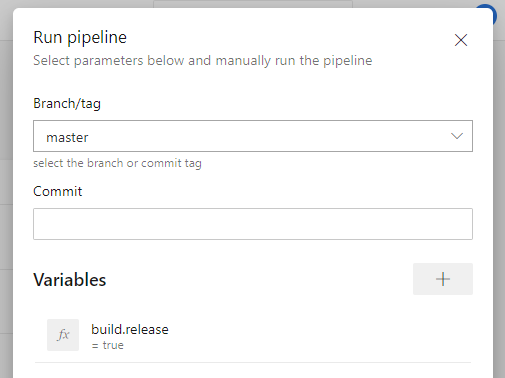 Run pipeline
Select parameters below and manually run the pipeline
Branch/tag
master
select the branch or commit tag
Commit
Variables
fx
build.release
= true